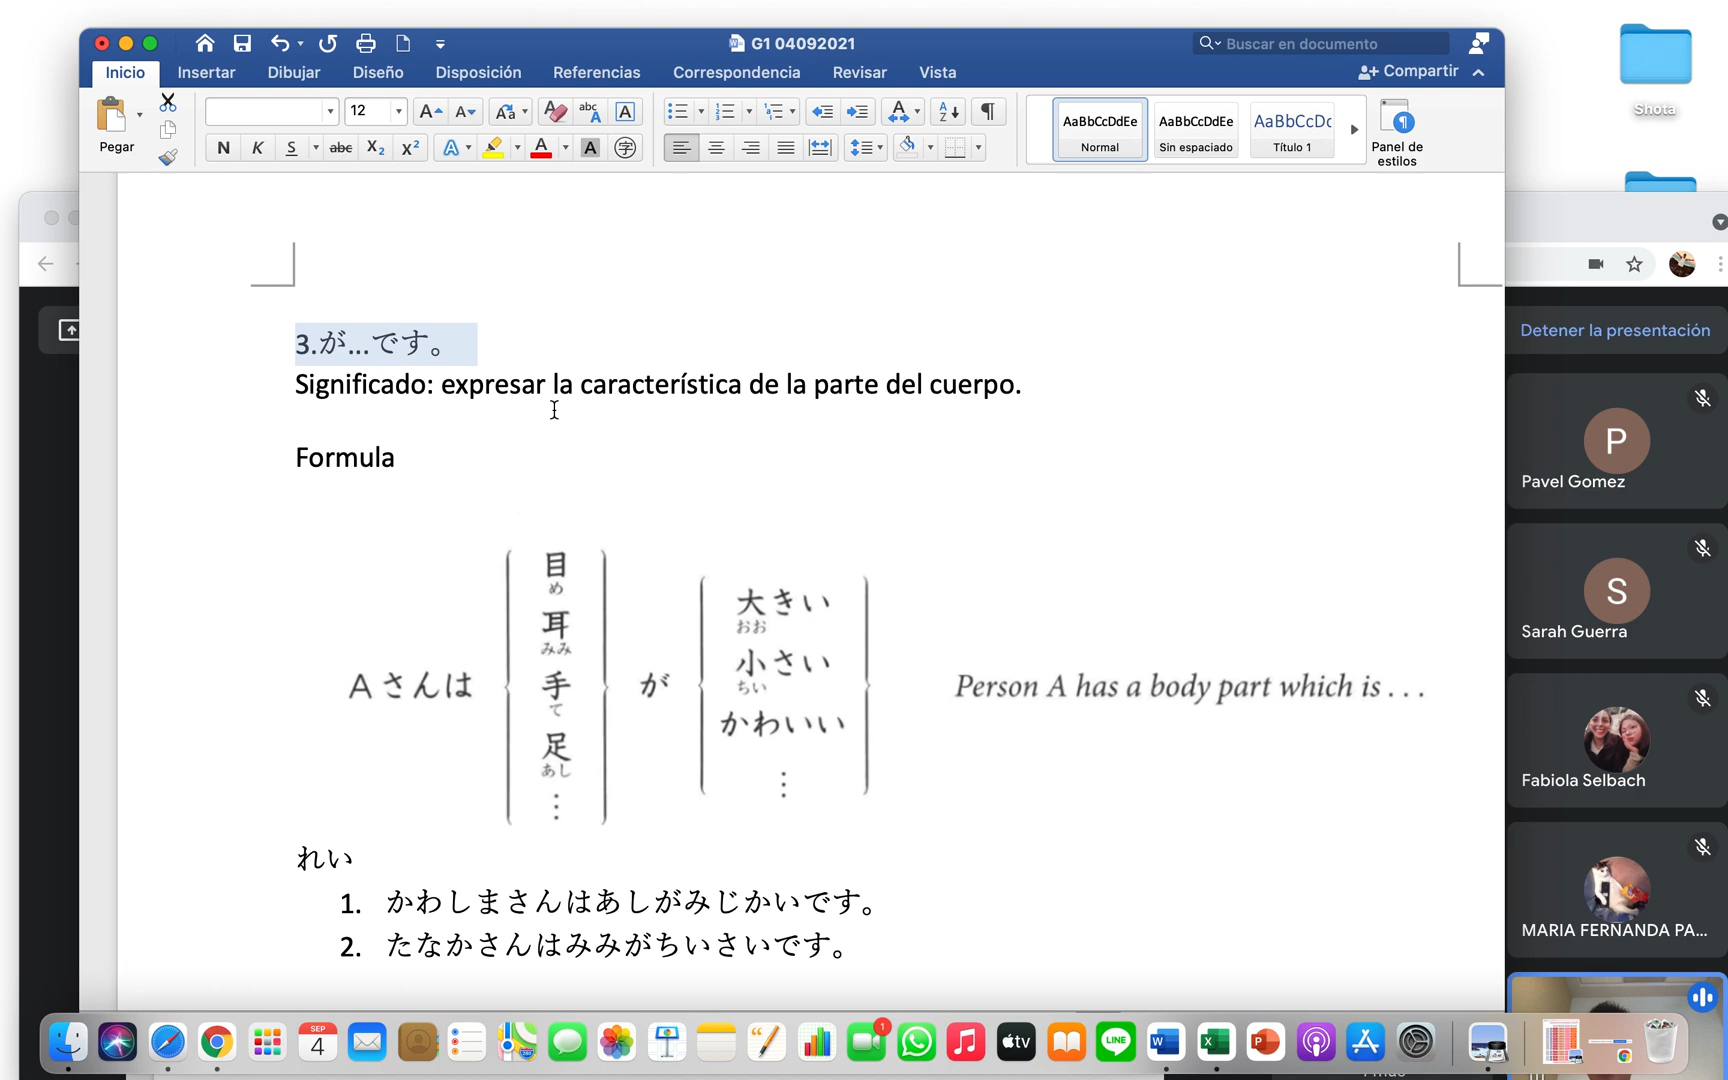 G1 04092021
Buscar en documento
Inicio
Insertar
Dibujar
Diseño
Disposición
Referencias
Correspondencia
Revisar
Vista
Compartir
Pegar
12
AaBbCcDdEe
Normal
AaBbCcDdEe
Sin espaciado
AaBbCcDc
Título 1
Panel de estilos
Shota
3.が...です。
Significado: expresar la característica de la parte del cuerpo.
Formula
Aさんは
目
め
耳
みみ
手
て
足
あし
⋮
が
大きい
おお
小さい
ちい
かわいい
⋮
Person A has a body part which is . . .
れい
1. かわしまさんはあしがみじかいです。
2. たなかさんはみみがちいさいです。
Detener la presentación
P
Pavel Gomez
S
Sarah Guerra
Fabiola Selbach
MARIA FERNANDA PA...
SEP
4
1
tv
LINE